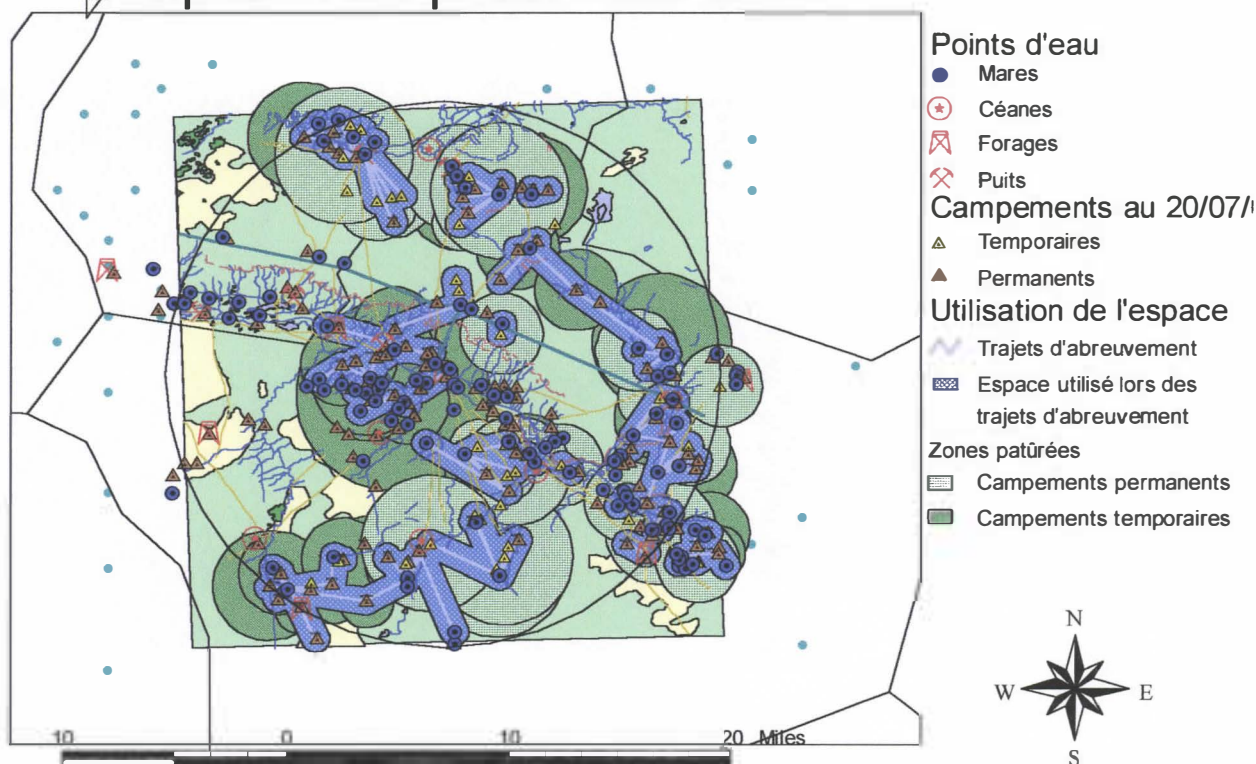 Points d'eau
Mares
Céanes
Forages
Puits
Campements au 20/07/
Temporaires
Permanents
Utilisation de l'espace
Trajets d'abreuvement
Espace utilisé lors des
trajets d'abreuvement
Zones patûrées
Campements permanents
Campements temporaires
N
W E
S
10 0 10 20 Miles